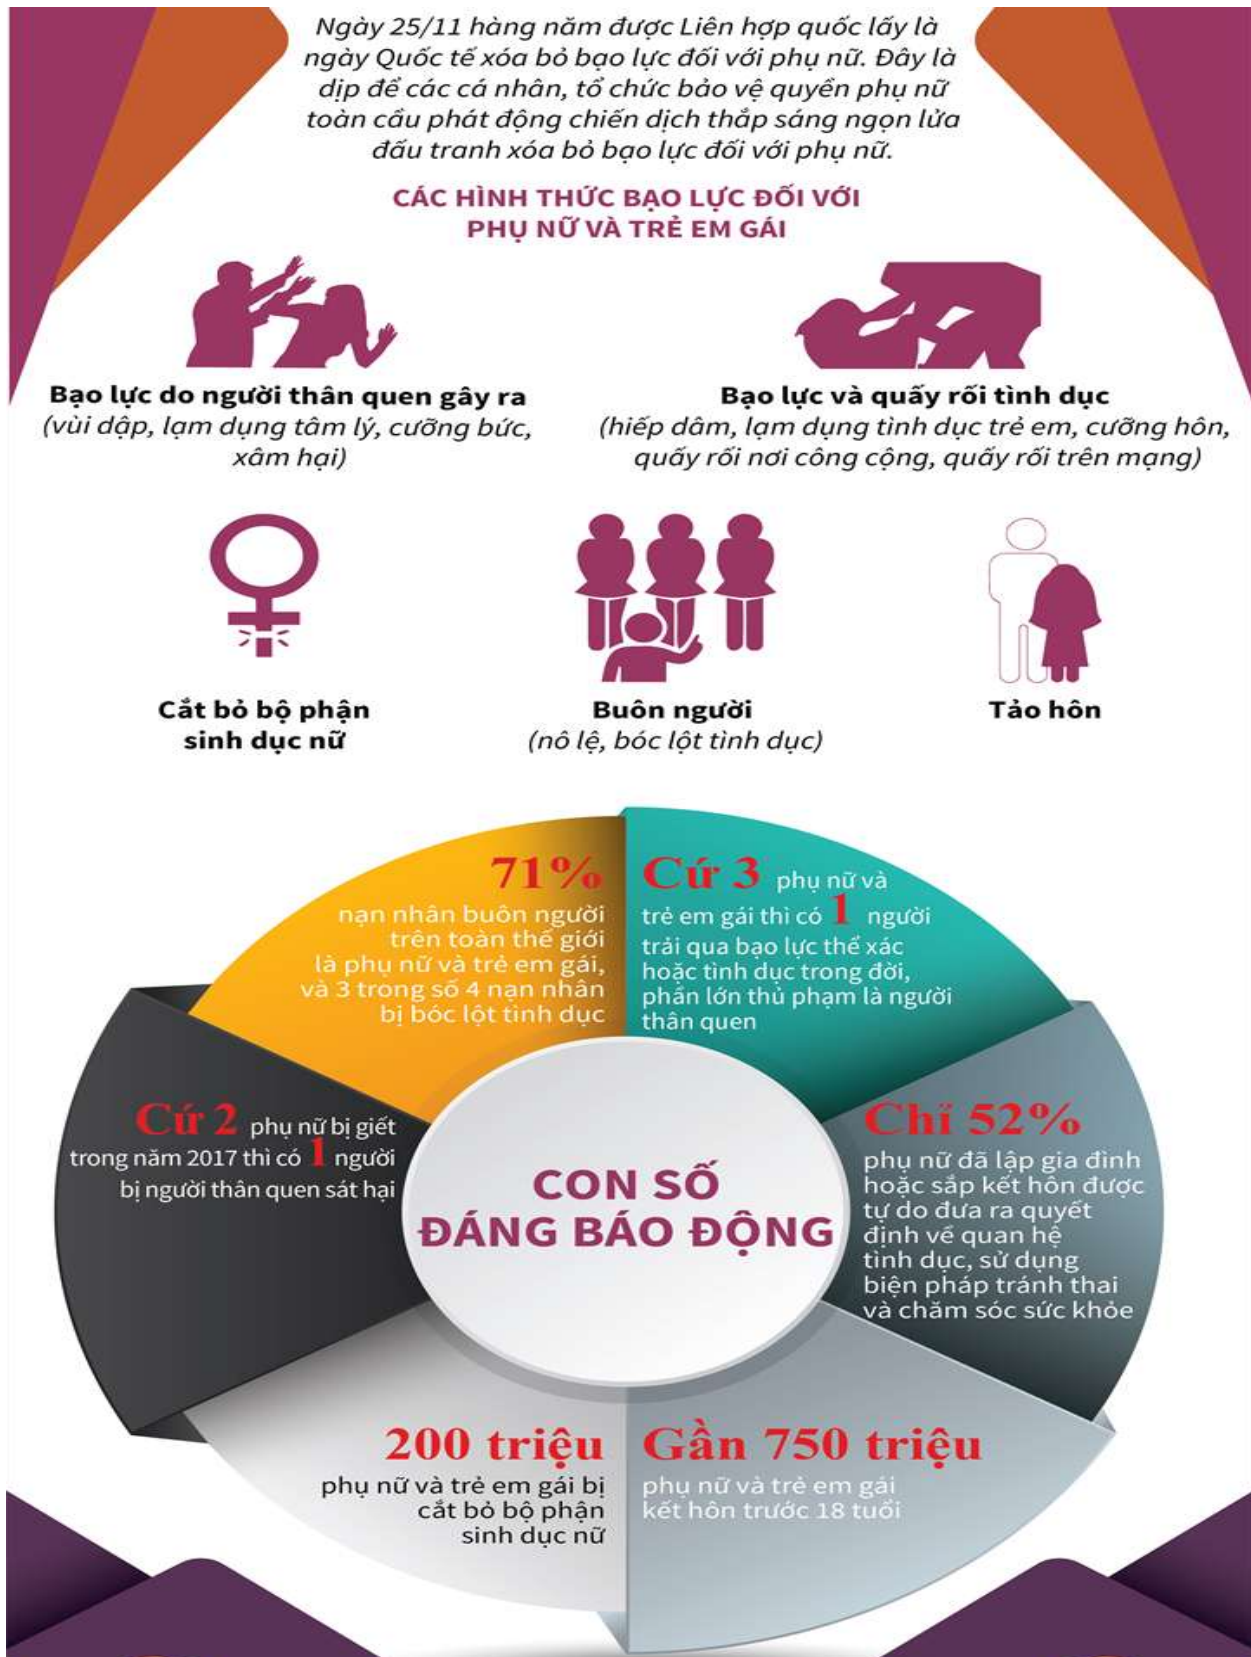 Ngày 25/11 hàng năm được Liên hợp quốc lấy là
ngày Quốc tế xóa bỏ bạo lực đối với phụ nữ. Đây là
dịp để các cá nhân, tổ chức bảo vệ quyền phụ nữ
toàn cầu phát động chiến dịch thắp sáng ngọn lửa
đấu tranh xóa bỏ bạo lực đối với phụ nữ.
CÁC HÌNH THỨC BẠO LỰC ĐỐI VỚI
PHỤ NỮ VÀ TRẺ EM GÁI
Bạo lực do người thân quen gây ra
(vùi dập, lạm dụng tâm lý, cưỡng bức,
xâm hại)
Bạo lực và quấy rối tình dục
(hiếp dâm, lạm dụng tình dục trẻ em, cưỡng hôn,
quấy rối nơi công cộng, quấy rối trên mạng)
Cắt bỏ bộ phận
sinh dục nữ
Buôn người
(nô lệ, bóc lột tình dục)
Tảo hôn
71%
nạn nhân buôn người
trên toàn thế giới
là phụ nữ và trẻ em gái,
và 3 trong số 4 nạn nhân
bị bóc lột tình dục
Cứ 3 phụ nữ và
trẻ em gái thì có 1 người
trải qua bạo lực thể xác
hoặc tình dục trong đời,
phần lớn thủ phạm là người
thân quen
Cứ 2 phụ nữ bị giết
trong năm 2017 thì có 1 người
bị người thân quen sát hại
CON SỐ
ĐÁNG BÁO ĐỘNG
Chỉ 52%
phụ nữ đã lập gia đình
hoặc sắp kết hôn được
tự do đưa ra quyết
định về quan hệ
tình dục, sử dụng
biện pháp tránh thai
và chăm sóc sức khỏe
200 triệu
phụ nữ và trẻ em gái bị
cắt bỏ bộ phận
sinh dục nữ
Gần 750 triệu
phụ nữ và trẻ em gái
kết hôn trước 18 tuổi